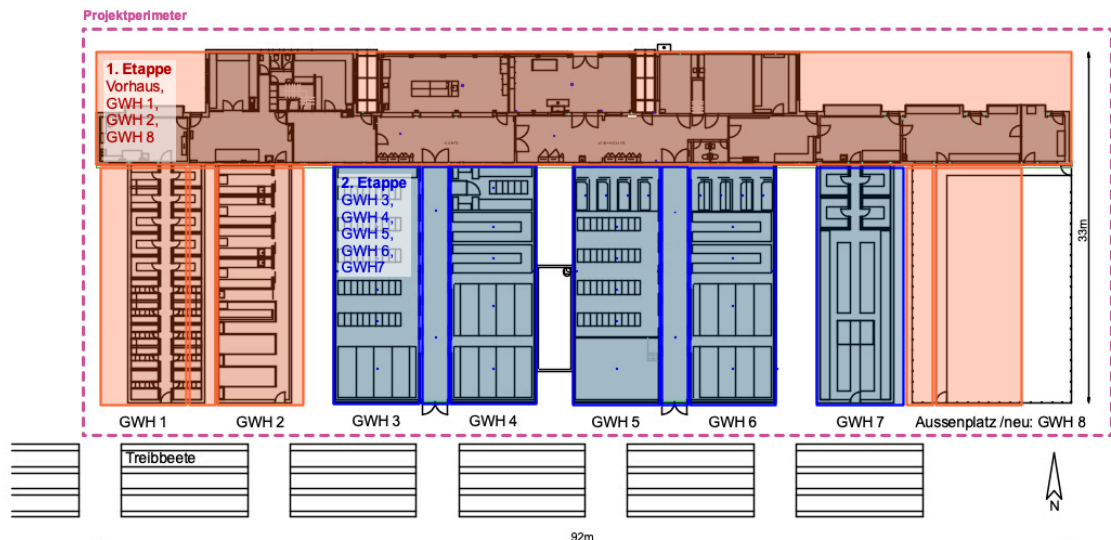 Projektperimeter
1. Etappe
Vorhaus,
GWH 1,
GWH 2,
GWH 8
2. Etappe
GWH 3,
GWH 4,
GWH 5,
GWH 6,
GWH7
33m
GWH 1
GWH 2
GWH 3
GWH 4
GWH 5
GWH 6
GWH 7
Aussenplatz /neu: GWH 8
Treibbeete
N
92m